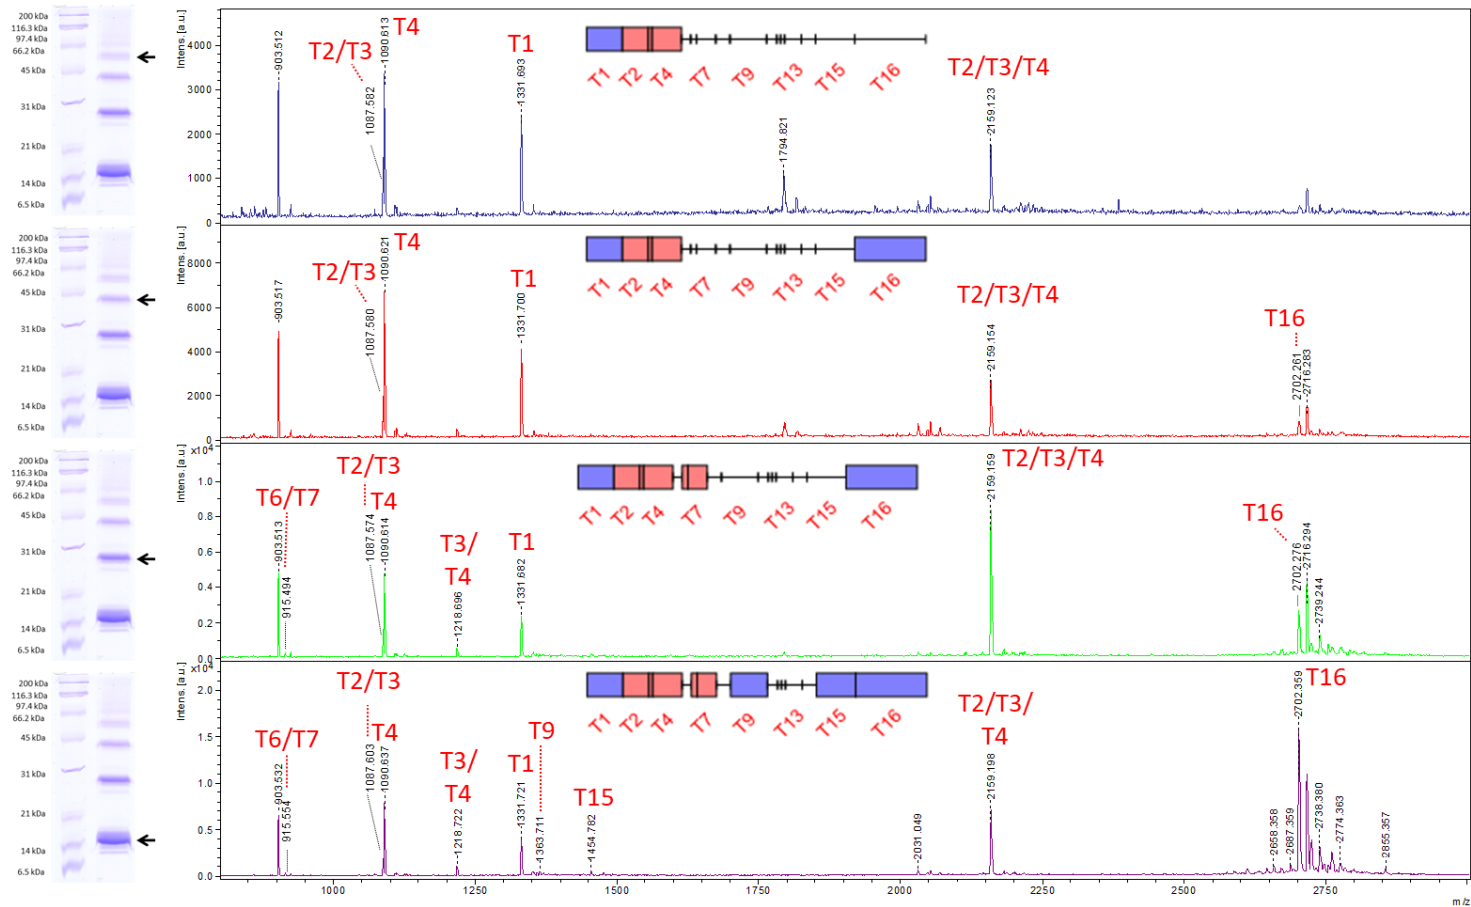 200 kDa
116.3 kDa
97.4 kDa
66.2 kDa
45 kDa
31 kDa
21 kDa
14 kDa
6.5 kDa
Intens. [a.u.]
4000
3000
2000
1000
0
903.512
T2/T3
1087.582
1090.613
T4
T1
1331.693
1794.821
T2/T3/T4
2159.123
T1
T2
T4
T7
T9
T13
T15
T16
200 kDa
116.3 kDa
97.4 kDa
66.2 kDa
45 kDa
31 kDa
21 kDa
14 kDa
6.5 kDa
Intens. [a.u.]
8000
6000
4000
2000
0
903.517
T2/T3
1087.580
1090.621
T4
T1
1331.700
T2/T3/T4
2159.154
T16
2702.261
2716.283
T1
T2
T4
T7
T9
T13
T15
T16
200 kDa
116.3 kDa
97.4 kDa
66.2 kDa
45 kDa
31 kDa
21 kDa
14 kDa
6.5 kDa
Intens. [a.u.]
x10⁴
1.0
0.8
0.6
0.4
0.2
0.0
T6/T7
903.513
915.494
T2/T3
T4
1087.574
1090.614
T3/
T4
1218.696
T1
1331.682
T2/T3/T4
2159.159
T16
2702.276
2716.294
2739.244
T1
T2
T4
T7
T9
T13
T15
T16
200 kDa
116.3 kDa
97.4 kDa
66.2 kDa
45 kDa
31 kDa
21 kDa
14 kDa
6.5 kDa
Intens. [a.u.]
x10⁴
2.0
1.5
1.0
0.5
0.0
T6/T7
903.532
915.554
T2/T3
T4
1087.603
1090.637
T3/
T4
1218.722
T1
1331.721
T9
1363.711
T15
1454.782
2031.049
T2/T3/
T4
2159.198
2658.358
2687.359
2702.359
T16
2738.380
2774.363
2855.357
T1
T2
T4
T7
T9
T13
T15
T16
1000
1250
1500
1750
2000
2250
2500
2750
m/z